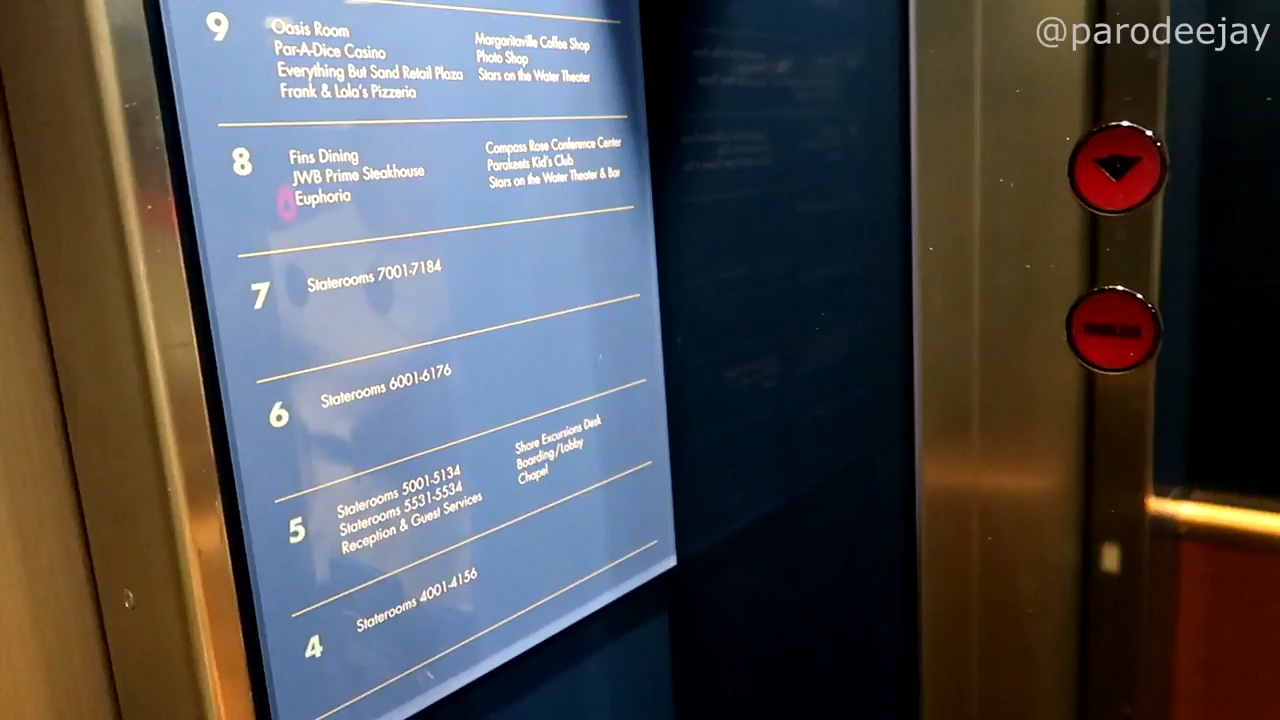 @parodeejay
9
Oasis Room
Par-A-Dice Casino
Everything But Sand Retail Plaza
Frank & Lola's Pizzeria
Margaritaville Coffee Shop
Photo Shop
Stars on the Water Theater
8
Fins Dining
JWB Prime Steakhouse
Euphoria
Compass Rose Conference Center
Parakeets Kid's Club
Stars on the Water Theater & Bar
7
Staterooms 7001-7184
6
Staterooms 6001-6176
5
Staterooms 5001-5134
Staterooms 5531-5534
Reception & Guest Services
Shore Excursions Desk
Boarding/Lobby
Chapel
4
Staterooms 4001-4156